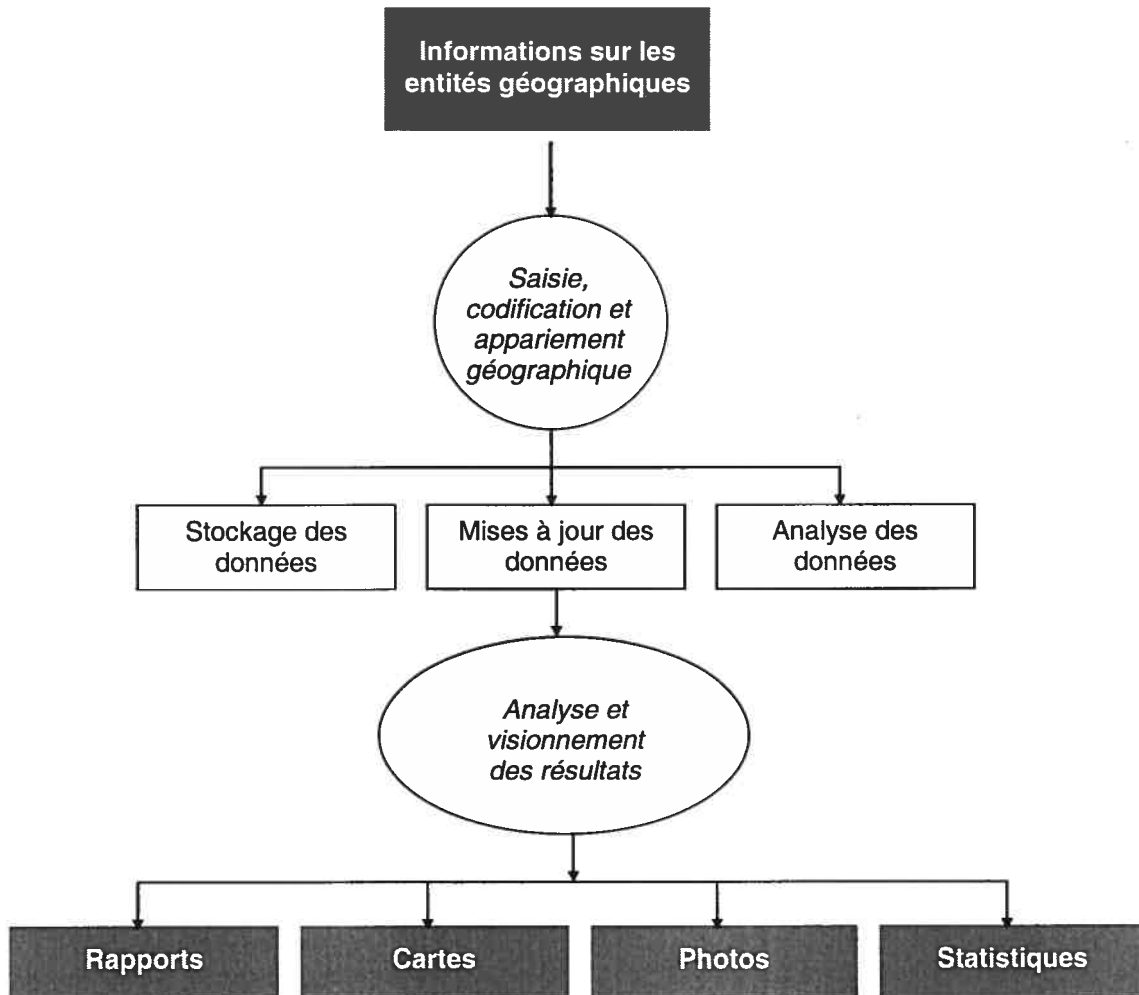 Informations sur les
entités géographiques
Saisie,
codification et
appariement
géographique
Stockage des
données
Mises à jour des
données
Analyse des
données
Analyse et
visionnement
des résultats
Rapports
Cartes
Photos
Statistiques